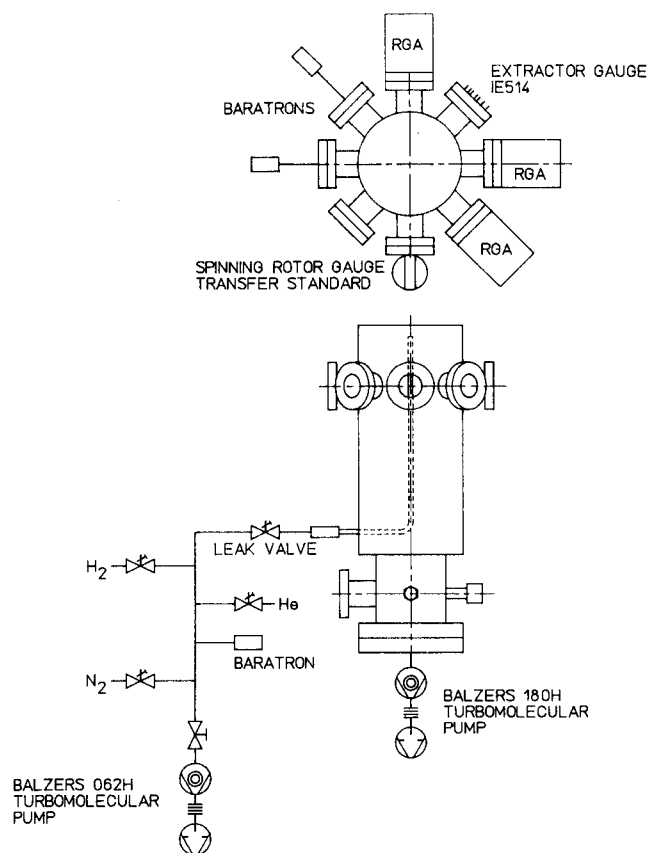 RGA
EXTRACTOR GAUGE
IE514
BARATRONS
RGA
RGA
SPINNING ROTOR GAUGE
TRANSFER STANDARD
LEAK VALVE
H2
He
BARATRON
N2
BALZERS 180H
TURBOMOLECULAR
PUMP
BALZERS 062H
TURBOMOLECULAR
PUMP